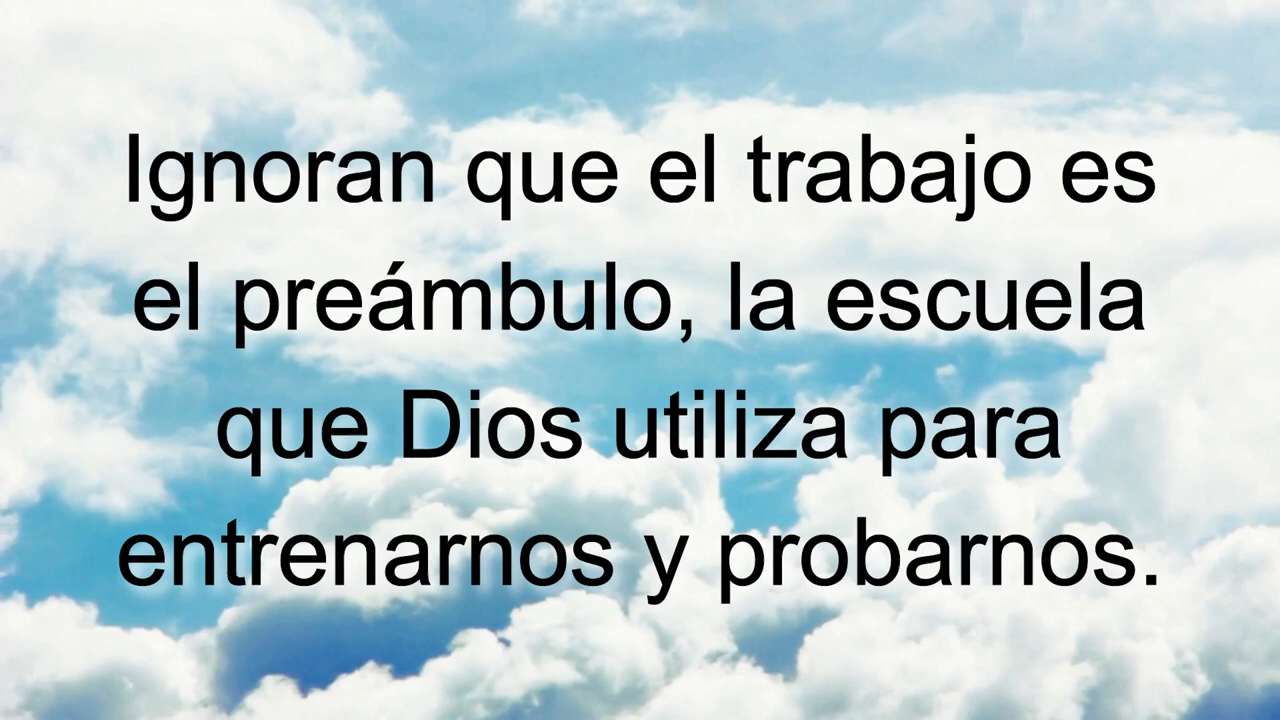 Ignoran que el trabajo es
el preámbulo, la escuela
que Dios utiliza para
entrenarnos y probarnos.